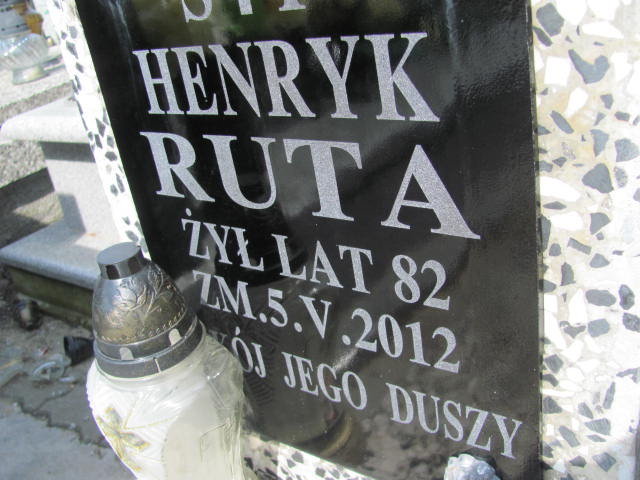 HENRYK
RUTA
ŻYŁ LAT 82
ZM.5.V.2012
JEGO DUSZY